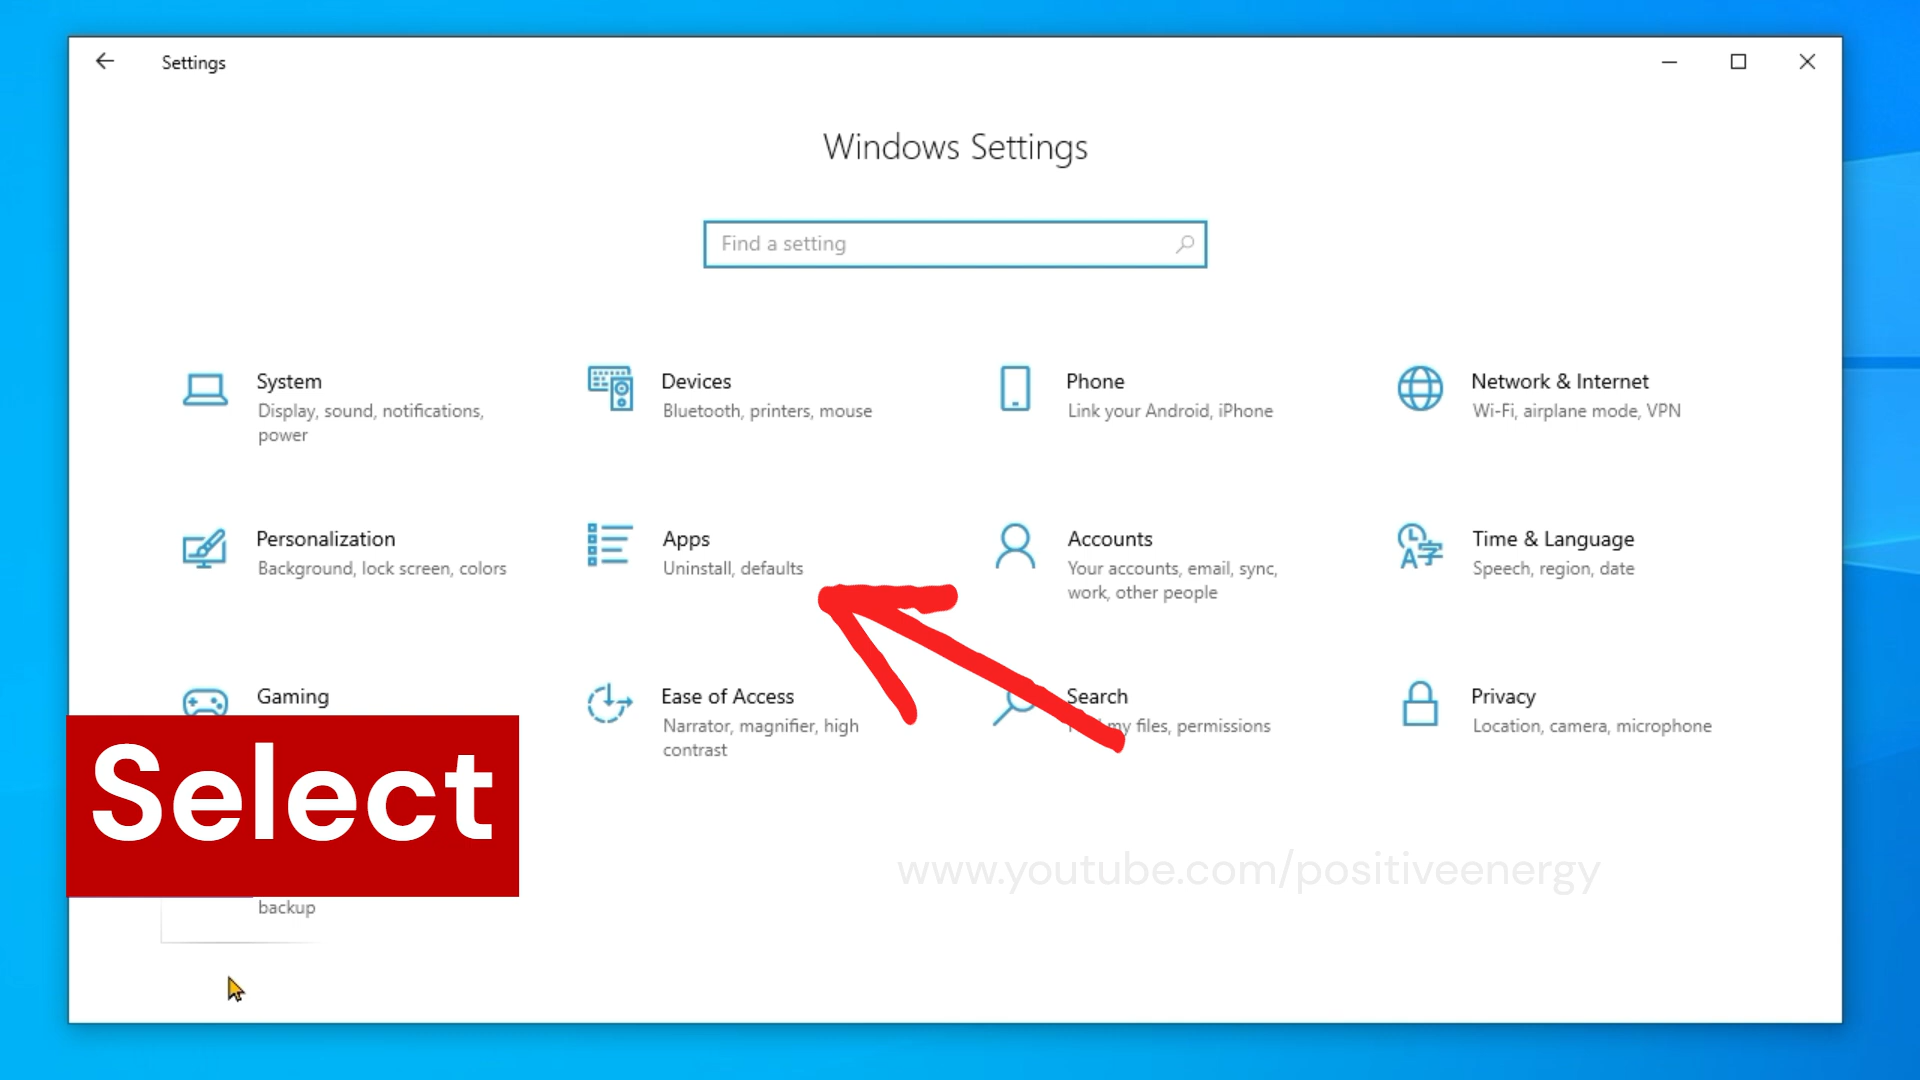 Settings
Windows Settings
Find a setting
System
Display, sound, notifications,
power
Devices
Bluetooth, printers, mouse
Phone
Link your Android, iPhone
Network & Internet
Wi-Fi, airplane mode, VPN
Personalization
Background, lock screen, colors
Apps
Uninstall, defaults
Accounts
Your accounts, email, sync,
work, other people
Time & Language
Speech, region, date
Gaming
Ease of Access
Narrator, magnifier, high
contrast
Search
my files, permissions
Privacy
Location, camera, microphone
Select
www.youtube.com/positiveenergy
backup